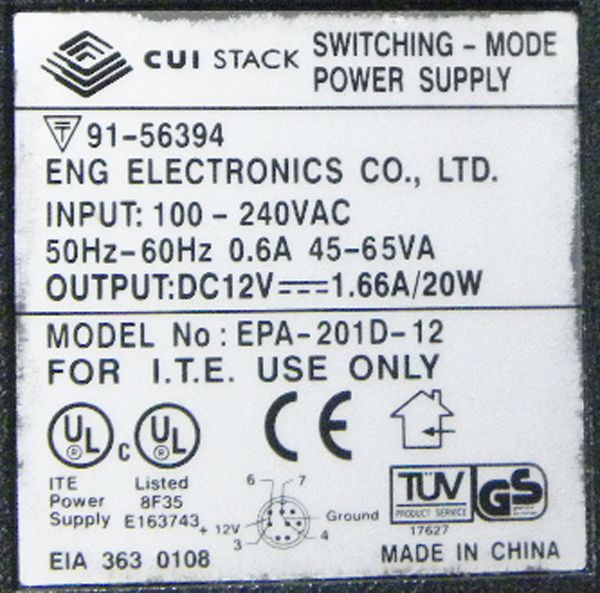 CUI STACK SWITCHING - MODE
POWER SUPPLY
91-56394
ENG ELECTRONICS CO., LTD.
INPUT: 100 - 240VAC
50Hz-60Hz 0.6A 45-65VA
OUTPUT:DC12V⎓1.66A/20W
MODEL No : EPA-201D-12
FOR I.T.E. USE ONLY
UL ® C UL ® CE
ITE Power Supply
Listed 8F35 E163743
6 7
+ 12V Ground
3 4
TÜV
PRODUCT SERVICE
GS
17627
EIA 363 0108 MADE IN CHINA